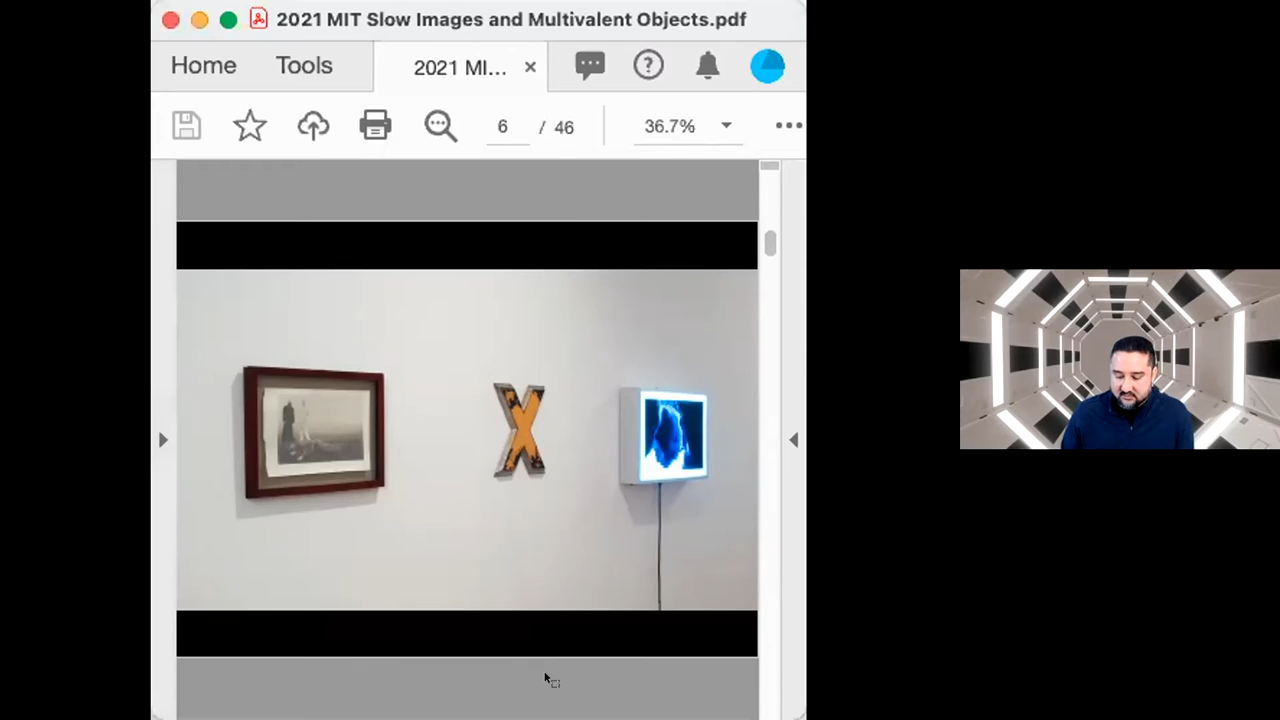 2021 MIT Slow Images and Multivalent Objects.pdf
Home Tools 2021 MI... ×
6 / 46 36.7%
X